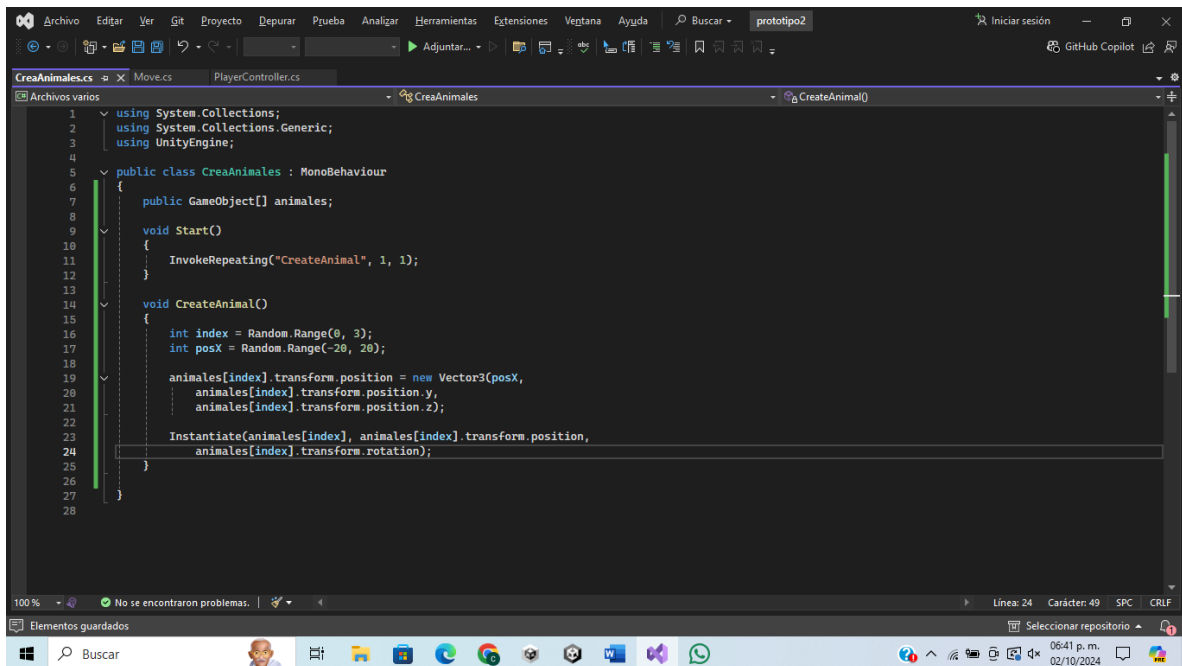 Archivo Editar Ver Git Proyecto Depurar Prueba Analizar Herramientas Extensiones Ventana Ayuda Buscar prototipo2 Iniciar sesión
Adjuntar... GitHub Copilot
CreaAnimales.cs Move.cs PlayerController.cs
Archivos varios CreaAnimales CreateAnimal()
1 using System.Collections;
2 using System.Collections.Generic;
3 using UnityEngine;
4
5 public class CreaAnimales : MonoBehaviour
6 {
7 public GameObject[] animales;
8
9 void Start()
10 {
11 InvokeRepeating("CreateAnimal", 1, 1);
12 }
13
14 void CreateAnimal()
15 {
16 int index = Random.Range(0, 3);
17 int posX = Random.Range(-20, 20);
18
19 animales[index].transform.position = new Vector3(posX,
20 animales[index].transform.position.y,
21 animales[index].transform.position.z);
22
23 Instantiate(animales[index], animales[index].transform.position,
24 animales[index].transform.rotation);
25 }
26
27 }
28
100 % No se encontraron problemas. Línea: 24 Carácter: 49 SPC CRLF
Elementos guardados Seleccionar repositorio 1
Buscar 06:41 p. m.
02/10/2024